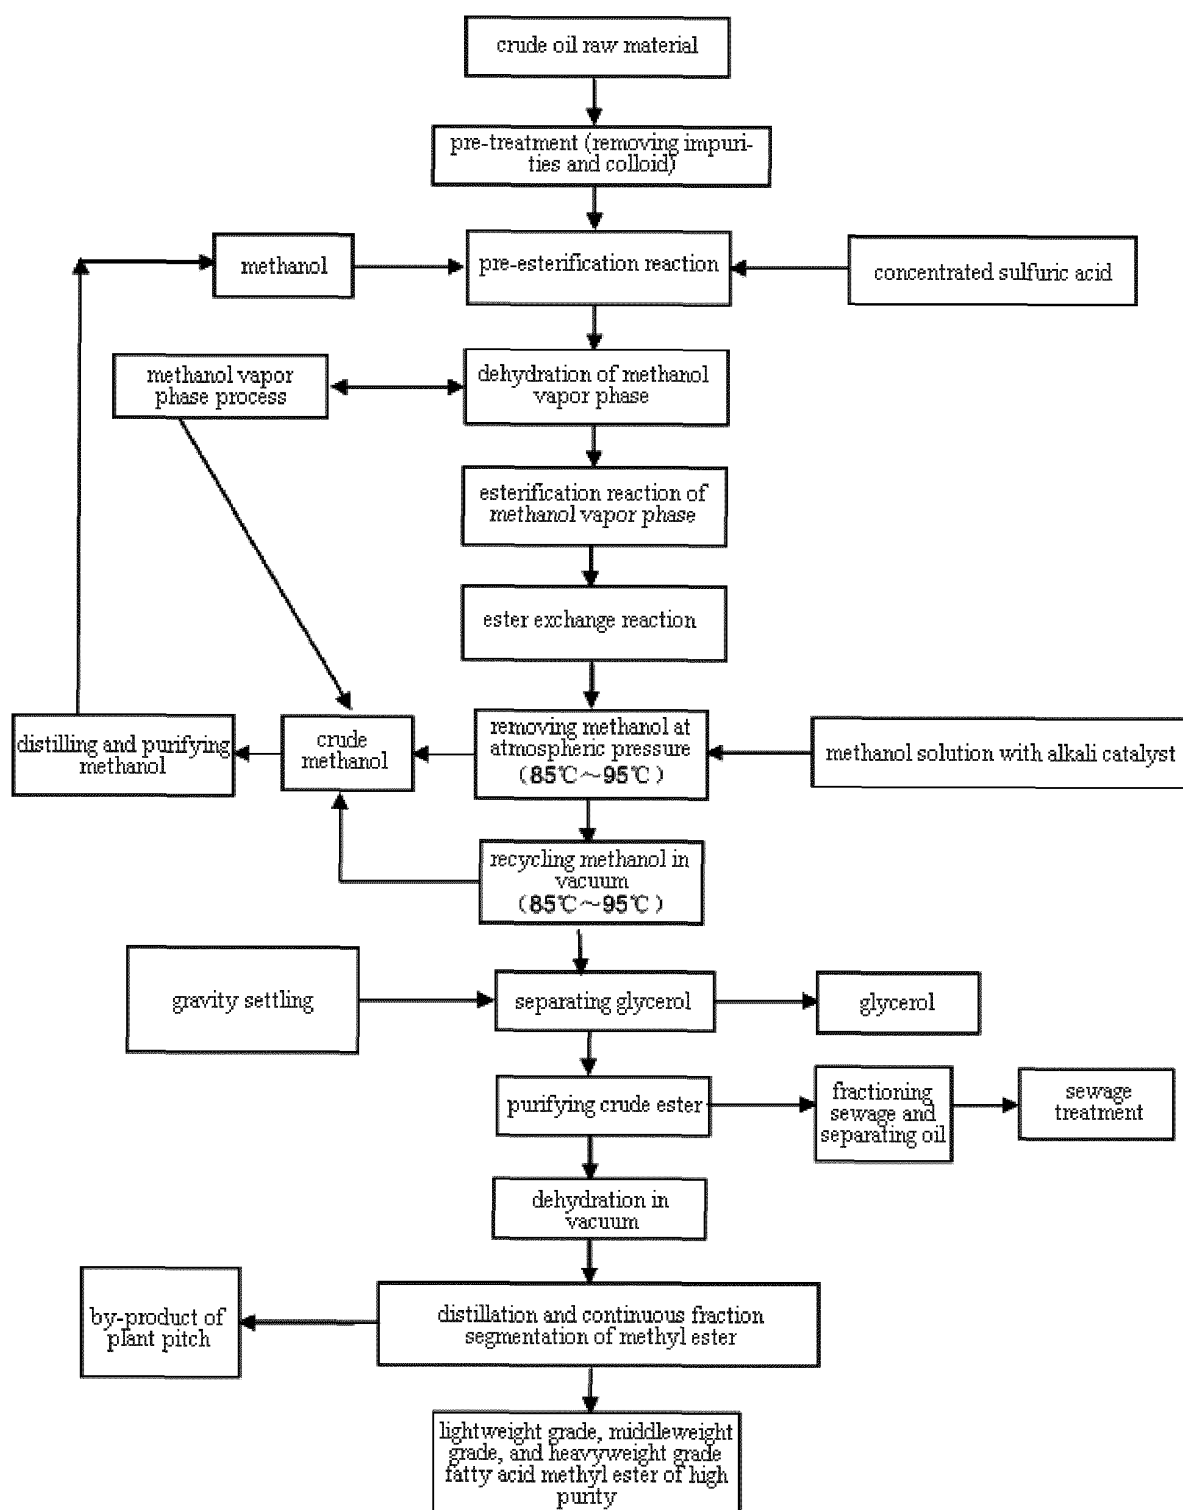 crude oil raw material
pre-treatment (removing impuri-
ties and colloid)
methanol
pre-esterification reaction
concentrated sulfuric acid
methanol vapor
phase process
dehydration of methanol
vapor phase
esterification reaction of
methanol vapor phase
ester exchange reaction
distilling and purifying
methanol
crude
methanol
removing methanol at
atmospheric pressure
(85℃~95℃)
methanol solution with alkali catalyst
recycling methanol in
vacuum
(85℃~95℃)
gravity settling
separating glycerol
glycerol
purifying crude ester
fractioning
sewage and
separating oil
sewage
treatment
dehydration in
vacuum
by-product of
plant pitch
distillation and continuous fraction
segmentation of methyl ester
lightweight grade, middleweight
grade, and heavyweight grade
fatty acid methyl ester of high
purity